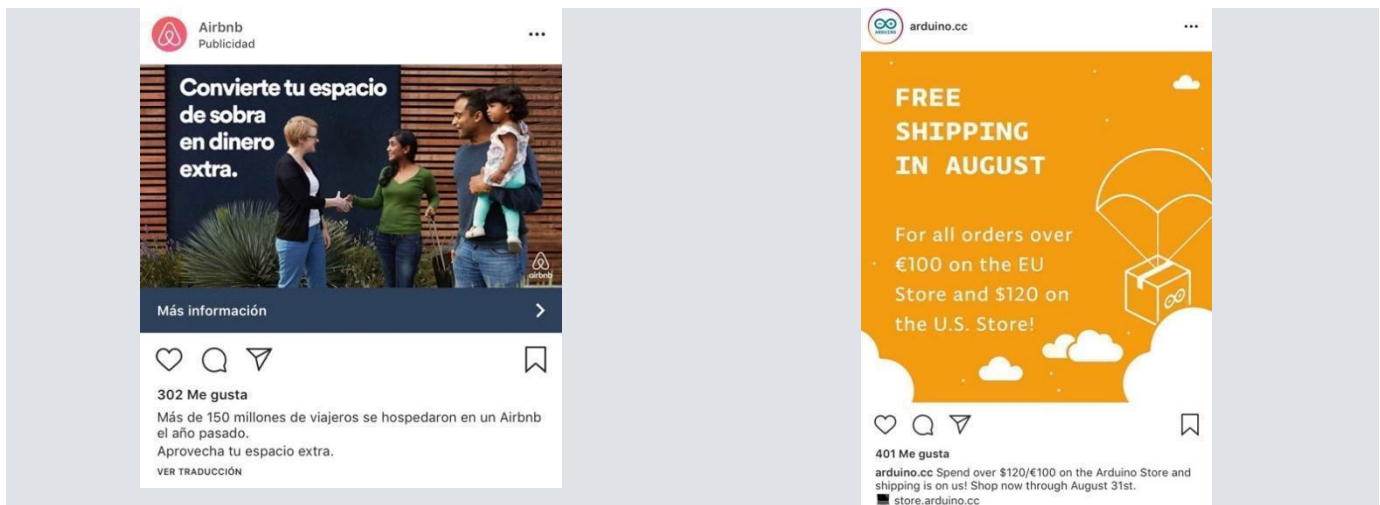 Airbnb
Publicidad
Convierte tu espacio
de sobra
en dinero
extra.
airbnb
Más información
302 Me gusta
Más de 150 millones de viajeros se hospedaron en un Airbnb
el año pasado.
Aprovecha tu espacio extra.
VER TRADUCCIÓN
ARDUINO
arduino.cc
FREE
SHIPPING
IN AUGUST
For all orders over
€100 on the EU
Store and $120 on
the U.S. Store!
401 Me gusta
arduino.cc Spend over $120/€100 on the Arduino Store and
shipping is on us! Shop now through August 31st.
store.arduino.cc